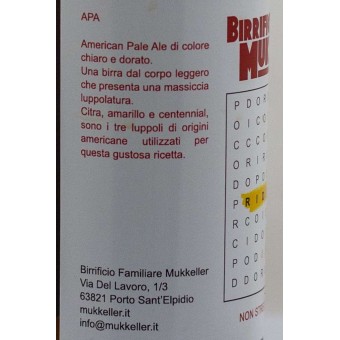 APA
American Pale Ale di colore
chiaro e dorato.
Una birra dal corpo leggero
che presenta una massiccia
luppolatura.
Citra, amarillo e centennial,
sono i tre luppoli di origini
americane utilizzati per
questa gustosa ricetta.
Birrificio Familiare Mukkeller
Via Del Lavoro, 1/3
63821 Porto Sant'Elpidio
mukkeller.it
info@mukkeller.it
BIRRIFICIO
P D O R
O I C O
C C C O
O R I R
D O P D
P R I D
R C O I
C I D O
P O D U
D D O R
NON